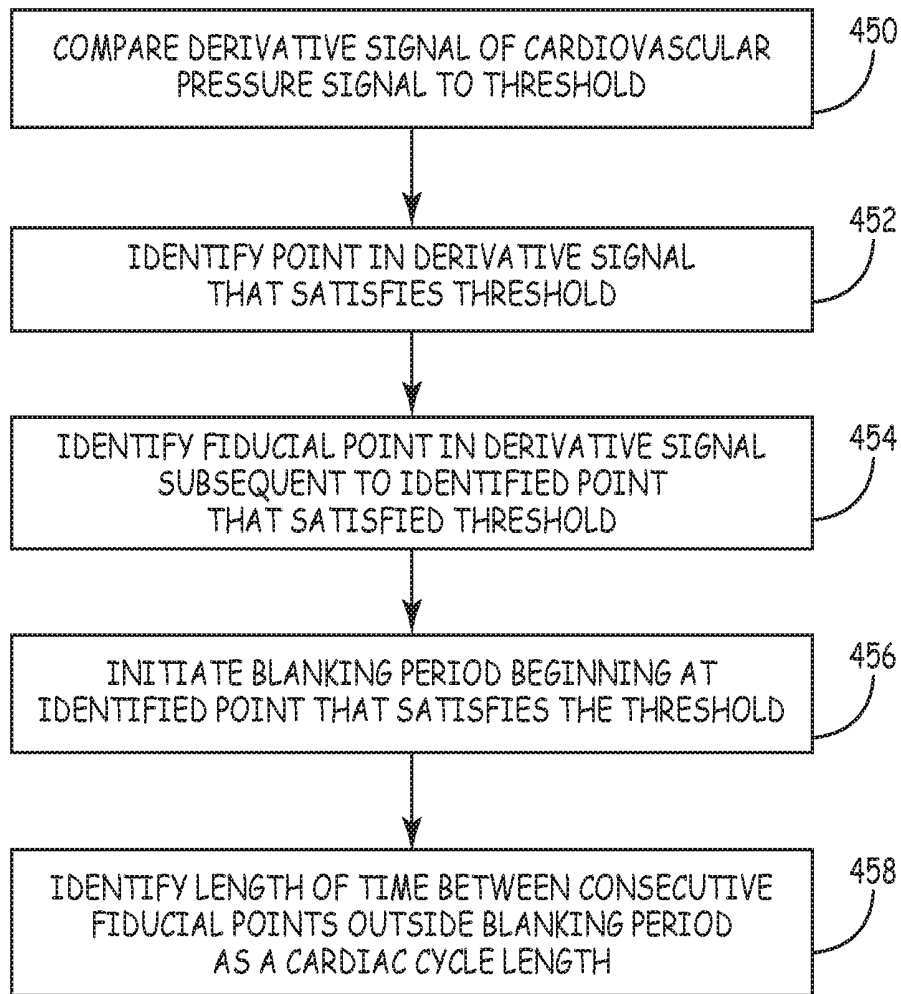 COMPARE DERIVATIVE SIGNAL OF CARDIOVASCULAR
PRESSURE SIGNAL TO THRESHOLD
450
IDENTIFY POINT IN DERIVATIVE SIGNAL
THAT SATISFIES THRESHOLD
452
IDENTIFY FIDUCIAL POINT IN DERIVATIVE SIGNAL
SUBSEQUENT TO IDENTIFIED POINT
THAT SATISFIED THRESHOLD
454
INITIATE BLANKING PERIOD BEGINNING AT
IDENTIFIED POINT THAT SATISFIES THE THRESHOLD
456
IDENTIFY LENGTH OF TIME BETWEEN CONSECUTIVE
FIDUCIAL POINTS OUTSIDE BLANKING PERIOD
AS A CARDIAC CYCLE LENGTH
458